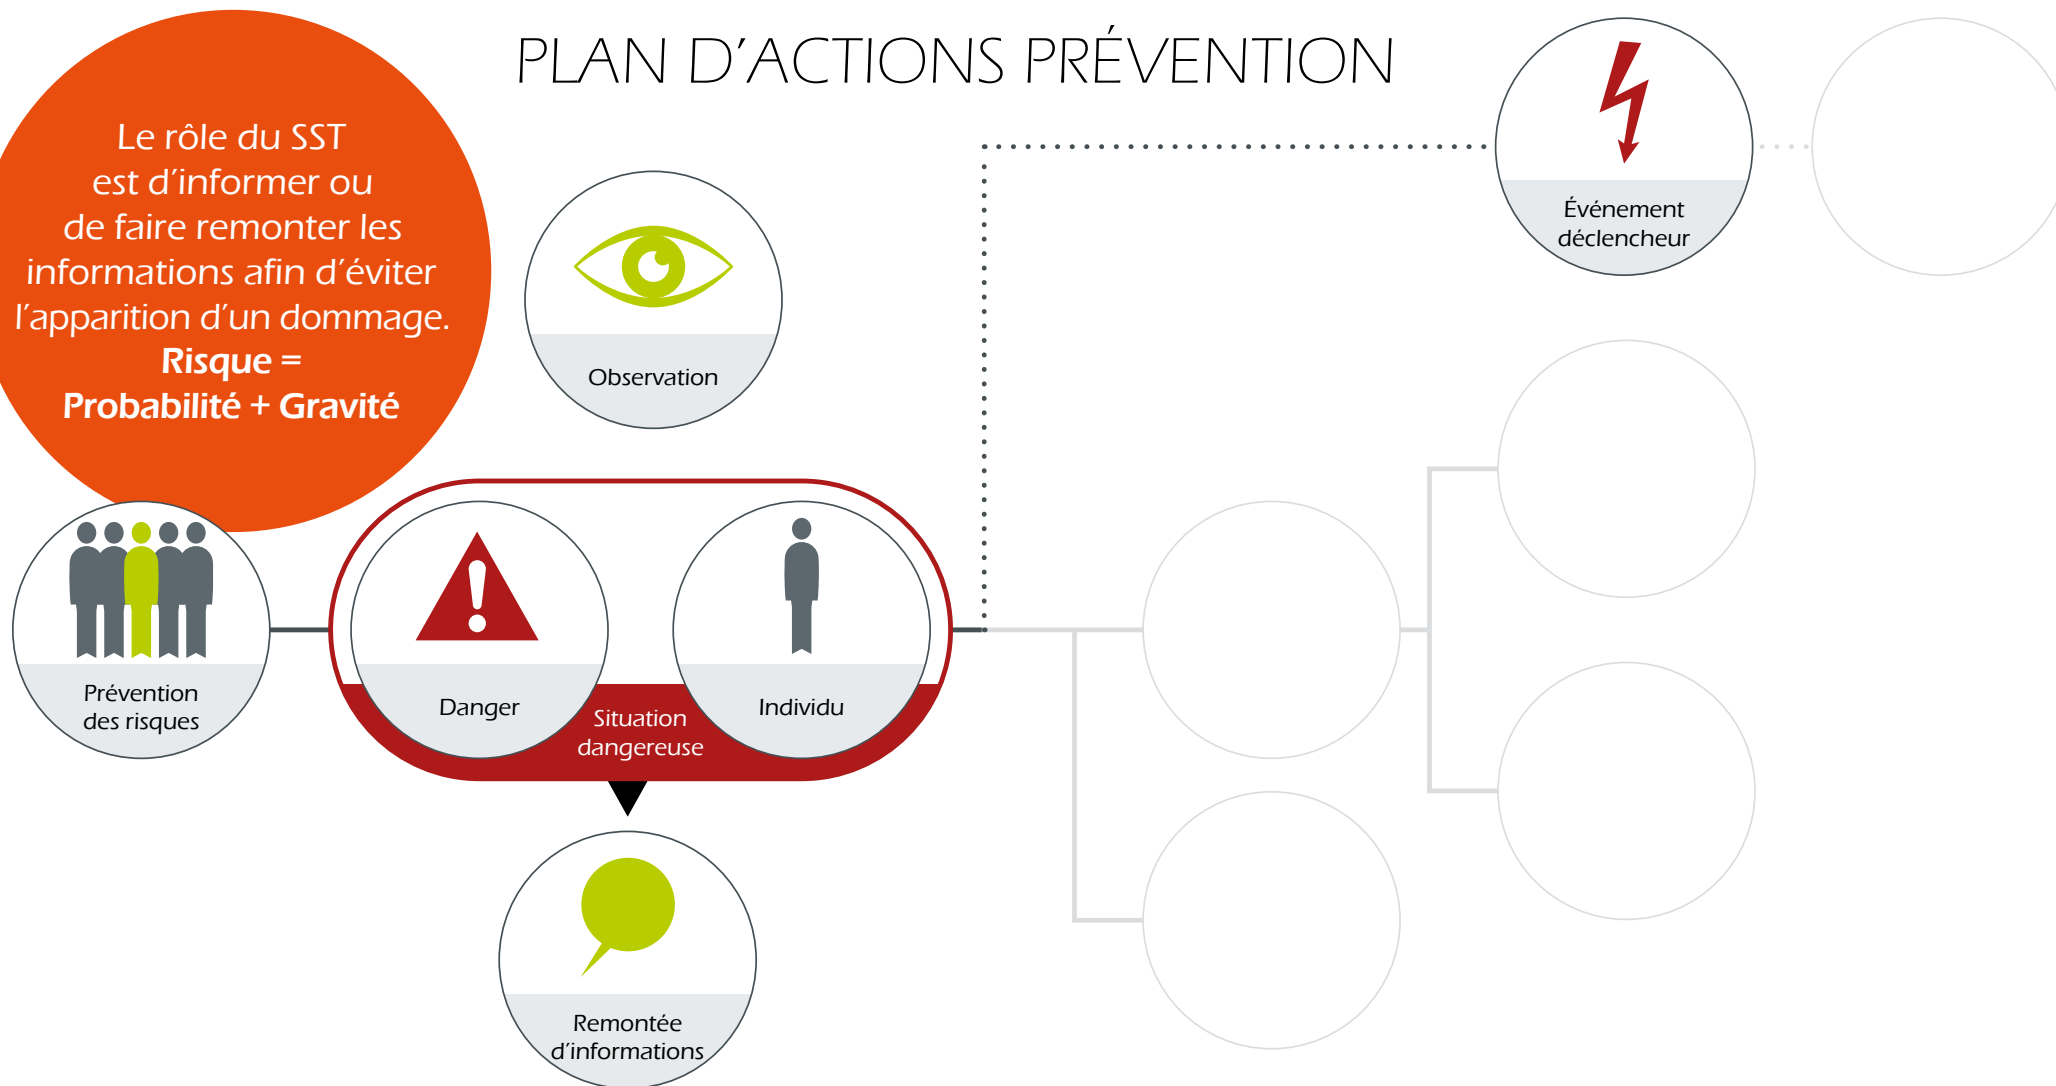 PLAN D’ACTIONS PRÉVENTION
Le rôle du SST
est d’informer ou
de faire remonter les
informations afin d’éviter
l’apparition d’un dommage.
Risque =
Probabilité + Gravité
Observation
Événement
déclencheur
Prévention
des risques
Danger
Situation
dangereuse
Individu
Remontée
d’informations